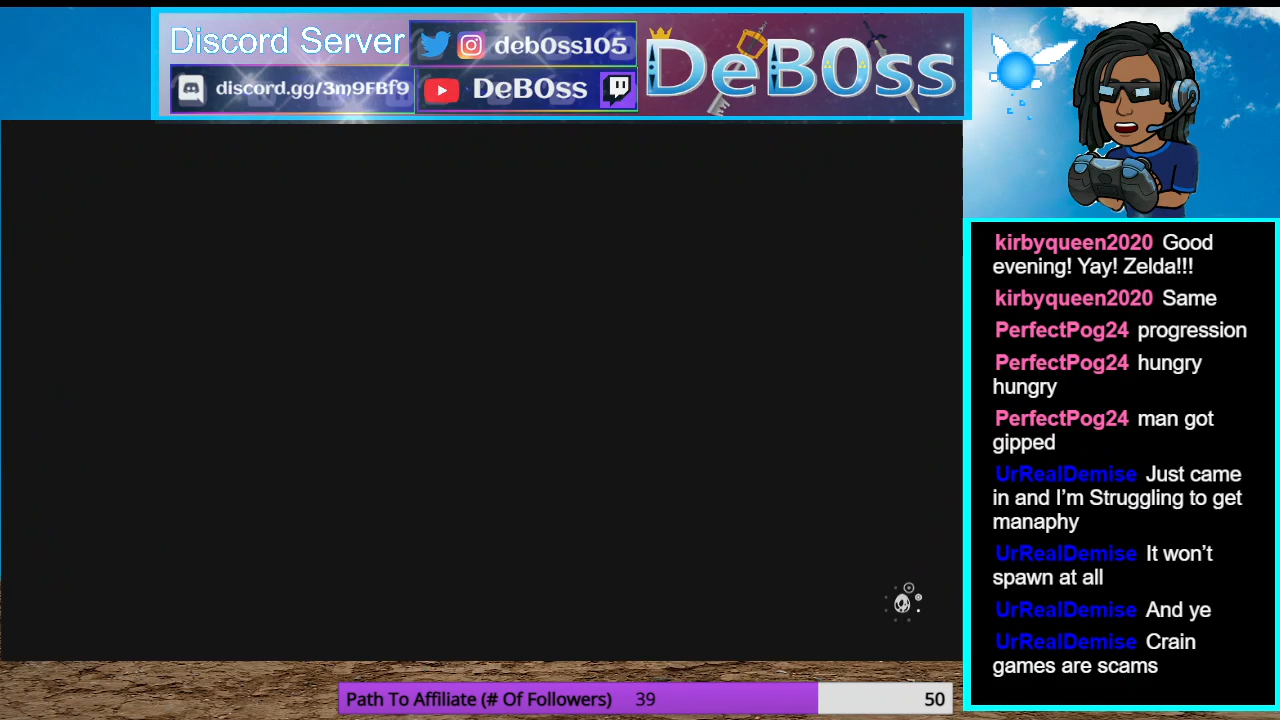 Discord Server
deb0ss105
discord.gg/3m9FBf9
DeB0ss
DeB0ss
kirbyqueen2020 Good
evening! Yay! Zelda!!!
kirbyqueen2020 Same
PerfectPog24 progression
PerfectPog24 hungry
hungry
PerfectPog24 man got
gipped
UrRealDemise Just came
in and I'm Struggling to get
manaphy
UrRealDemise It won't
spawn at all
UrRealDemise And ye
UrRealDemise Crain
games are scams
Path To Affiliate (# Of Followers) 39 50